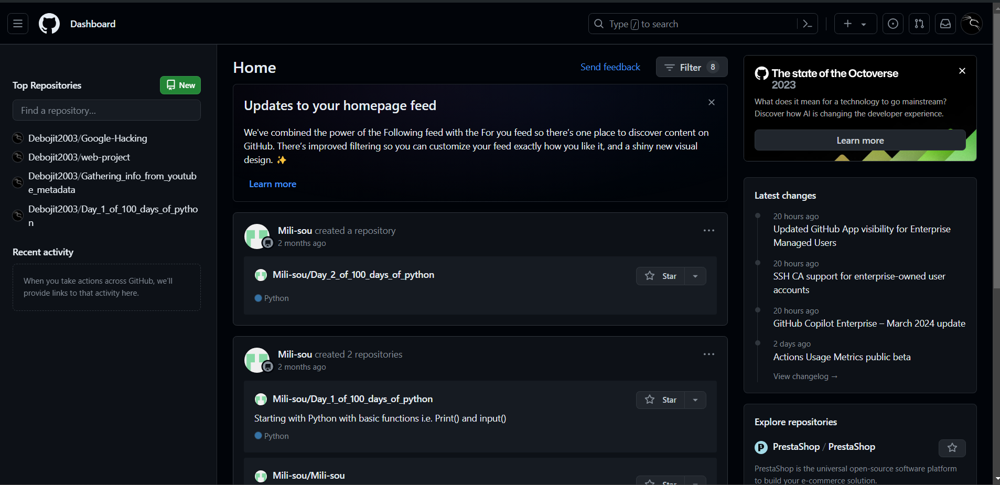 Dashboard
Type / to search
Top Repositories
New
Find a repository...
Debojit2003/Google-Hacking
Debojit2003/web-project
Debojit2003/Gathering_info_from_youtub
e_metadata
Debojit2003/Day_1_of_100_days_of_pytho
n
Recent activity
When you take actions across GitHub, we’ll
provide links to that activity here.
Home
Send feedback
Filter 8
Updates to your homepage feed
We've combined the power of the Following feed with the For you feed so there’s one place to discover content on
GitHub. There’s improved filtering so you can customize your feed exactly how you like it, and a shiny new visual
design. ✨
Learn more
Mili-sou created a repository
2 months ago
Mili-sou/Day_2_of_100_days_of_python
Star
Python
Mili-sou created 2 repositories
2 months ago
Mili-sou/Day_1_of_100_days_of_python
Star
Starting with Python with basic functions i.e. Print() and input()
Python
Mili-sou/Mili-sou
Star
The state of the Octoverse
2023
What does it mean for a technology to go mainstream?
Discover how AI is changing the developer experience.
Learn more
Latest changes
20 hours ago
Updated GitHub App visibility for Enterprise
Managed Users
20 hours ago
SSH CA support for enterprise-owned user
accounts
20 hours ago
GitHub Copilot Enterprise – March 2024 update
2 days ago
Actions Usage Metrics public beta
View changelog →
Explore repositories
PrestaShop / PrestaShop
PrestaShop is the universal open-source software platform
to build your e-commerce solution.